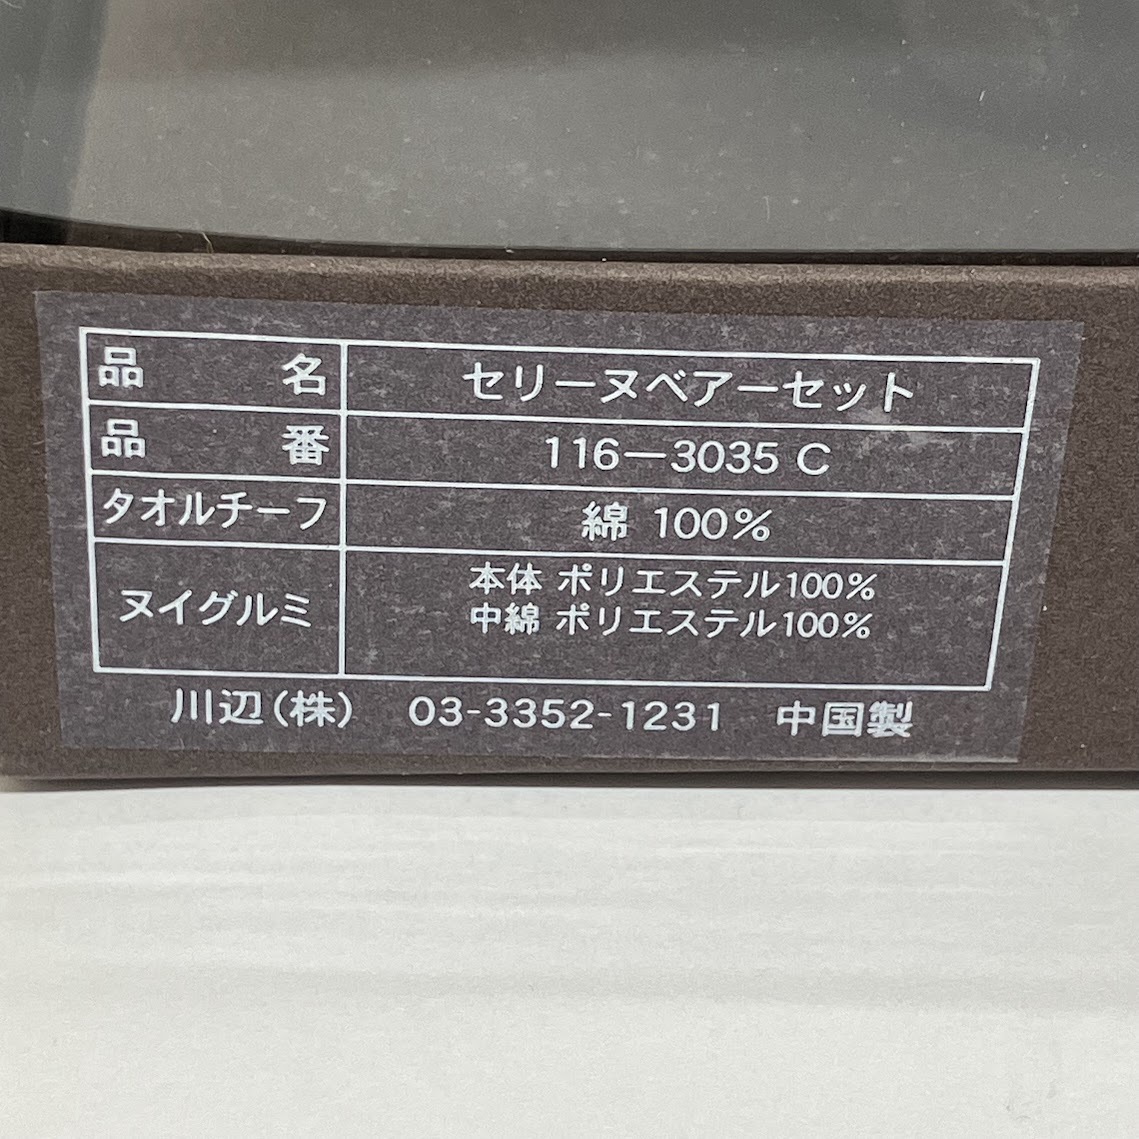 品名 セリーヌベアーセット
品番 116-3035 C
タオルチーフ 綿 100%
ヌイグルミ 本体 ポリエステル100%
中綿 ポリエステル100%
川辺(株) 03-3352-1231 中国製